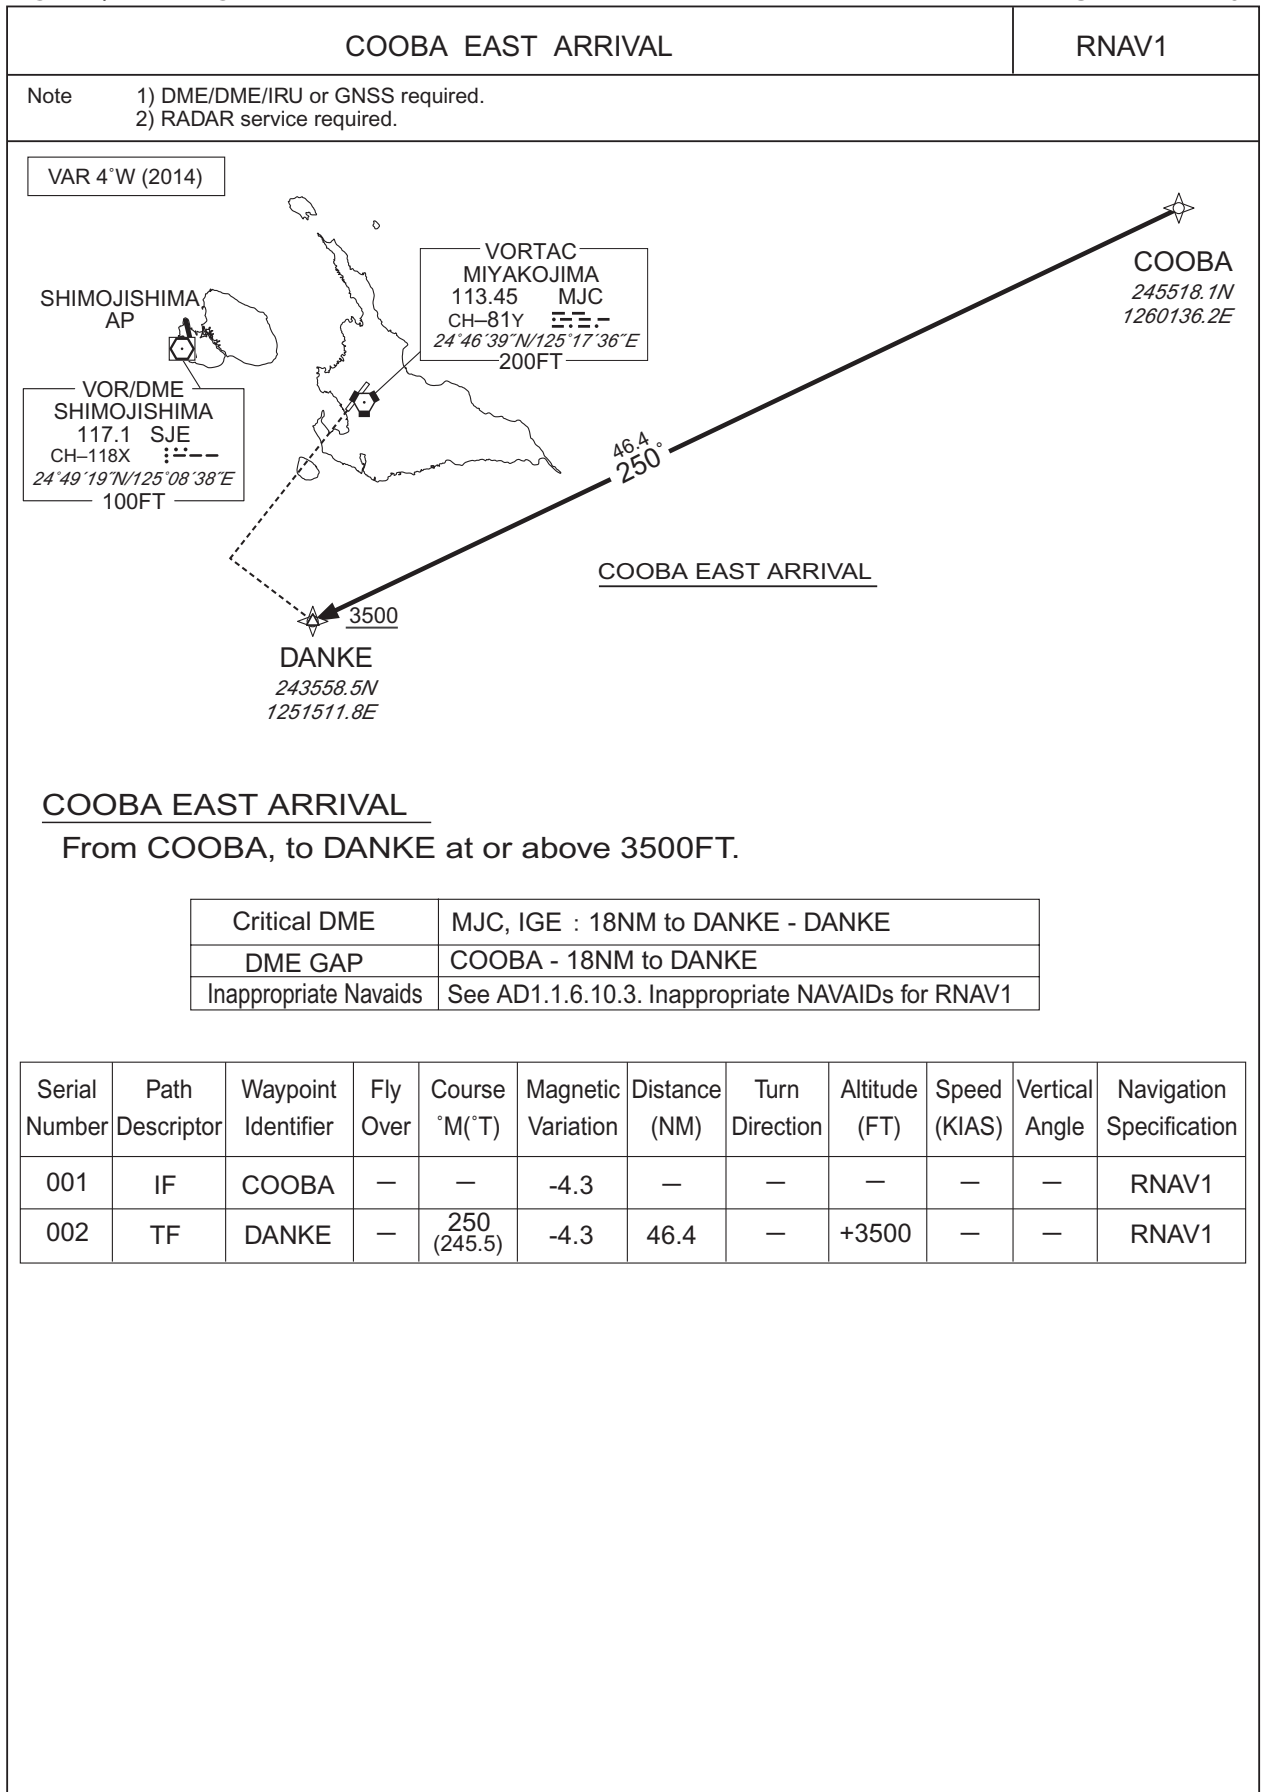 COOBA EAST ARRIVAL
RNAV1
Note 1) DME/DME/IRU or GNSS required.
2) RADAR service required.
VAR 4˚W (2014)
COOBA
245518.1N
1260136.2E
VORTAC
MIYAKOJIMA
113.45 MJC
CH–81Y
24˚46´39˝N/125˚17´36˝E
200FT
SHIMOJISHIMA
AP
VOR/DME
SHIMOJISHIMA
117.1 SJE
CH–118X
24˚49´19˝N/125˚08´38˝E
100FT
46.4
250˚
COOBA EAST ARRIVAL
3500
DANKE
243558.5N
1251511.8E
COOBA EAST ARRIVAL
From COOBA, to DANKE at or above 3500FT.
Critical DME MJC, IGE : 18NM to DANKE - DANKE
DME GAP COOBA - 18NM to DANKE
Inappropriate Navaids See AD1.1.6.10.3. Inappropriate NAVAIDs for RNAV1
Serial Path Waypoint Fly Course Magnetic Distance Turn Altitude Speed Vertical Navigation
Number Descriptor Identifier Over ˚M(˚T) Variation (NM) Direction (FT) (KIAS) Angle Specification
001 IF COOBA — — -4.3 — — — — — RNAV1
002 TF DANKE — 250 (245.5) -4.3 46.4 — +3500 — — RNAV1